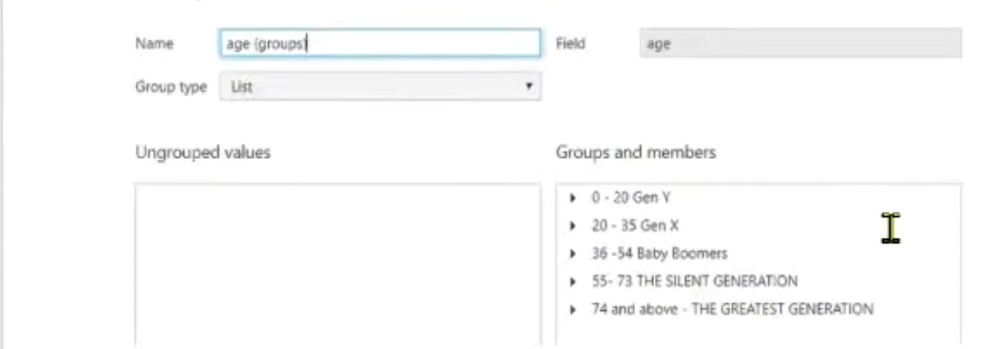 Name age (groups) Field age
Group type List
Ungrouped values Groups and members
0 - 20 Gen Y
20 - 35 Gen X
36 -54 Baby Boomers
55- 73 THE SILENT GENERATION
74 and above - THE GREATEST GENERATION